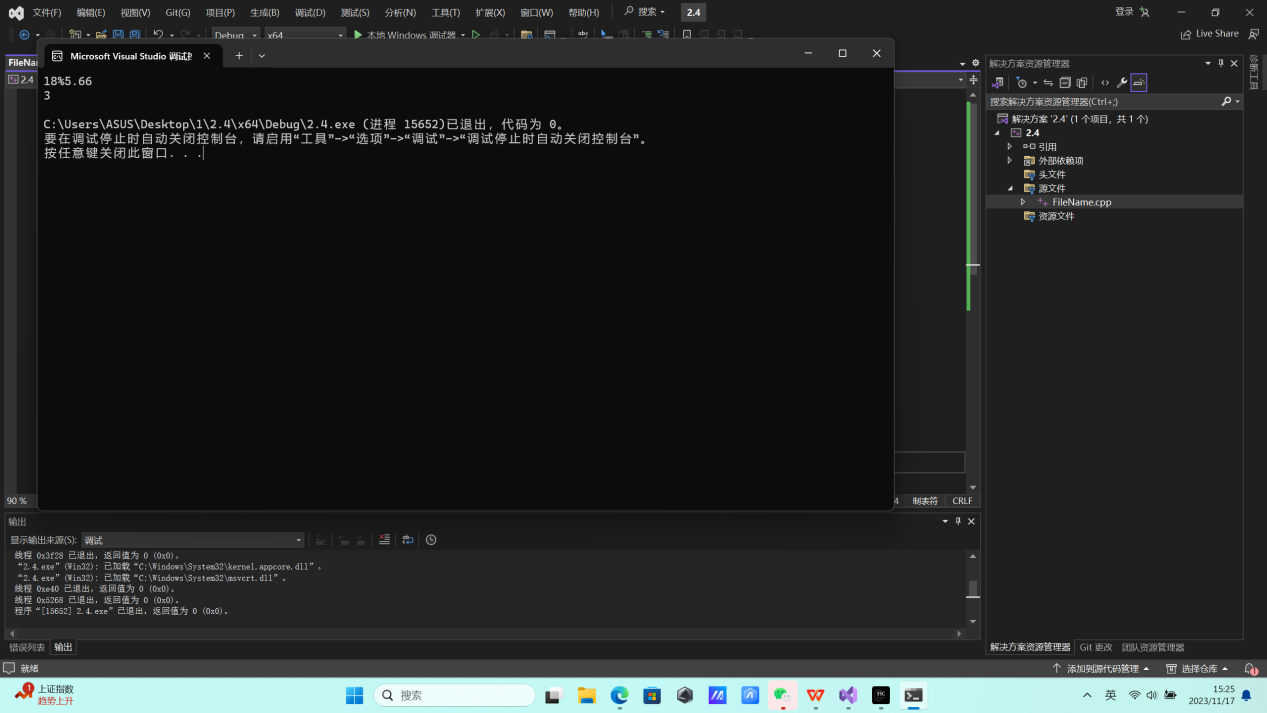 文件(F) 编辑(E) 视图(V) Git(G) 项目(P) 生成(B) 调试(D) 测试(S) 分析(N) 工具(T) 扩展(X) 窗口(W) 帮助(H) 搜索 2.4 登录
Debug x64 本地 Windows 调试器 Live Share
Microsoft Visual Studio 调试
2.4
18%5.66
3
C:\Users\ASUS\Desktop\1\2.4\x64\Debug\2.4.exe (进程 15652)已退出，代码为 0。
要在调试停止时自动关闭控制台，请启用“工具”->“选项”->“调试”->“调试停止时自动关闭控制台”。
按任意键关闭此窗口. . .
解决方案资源管理器
搜索解决方案资源管理器(Ctrl+;)
解决方案 '2.4' (1 个项目，共 1 个)
2.4
引用
外部依赖项
头文件
源文件
FileName.cpp
资源文件
诊断工具
90 % 制表符 CRLF
输出
显示输出来源(S): 调试
线程 0x3f28 已退出，返回值为 0 (0x0)。
“2.4.exe”(Win32): 已加载“C:\Windows\System32\kernel.appcore.dll”。
“2.4.exe”(Win32): 已加载“C:\Windows\System32\msvcrt.dll”。
线程 0xe40 已退出，返回值为 0 (0x0)。
线程 0x5268 已退出，返回值为 0 (0x0)。
程序“[15652] 2.4.exe”已退出，返回值为 0 (0x0)。
错误列表 输出
解决方案资源管理器 Git 更改 团队资源管理器
就绪 添加到源代码管理 选择仓库
上证指数
趋势上升
搜索
英
15:25
2023/11/17